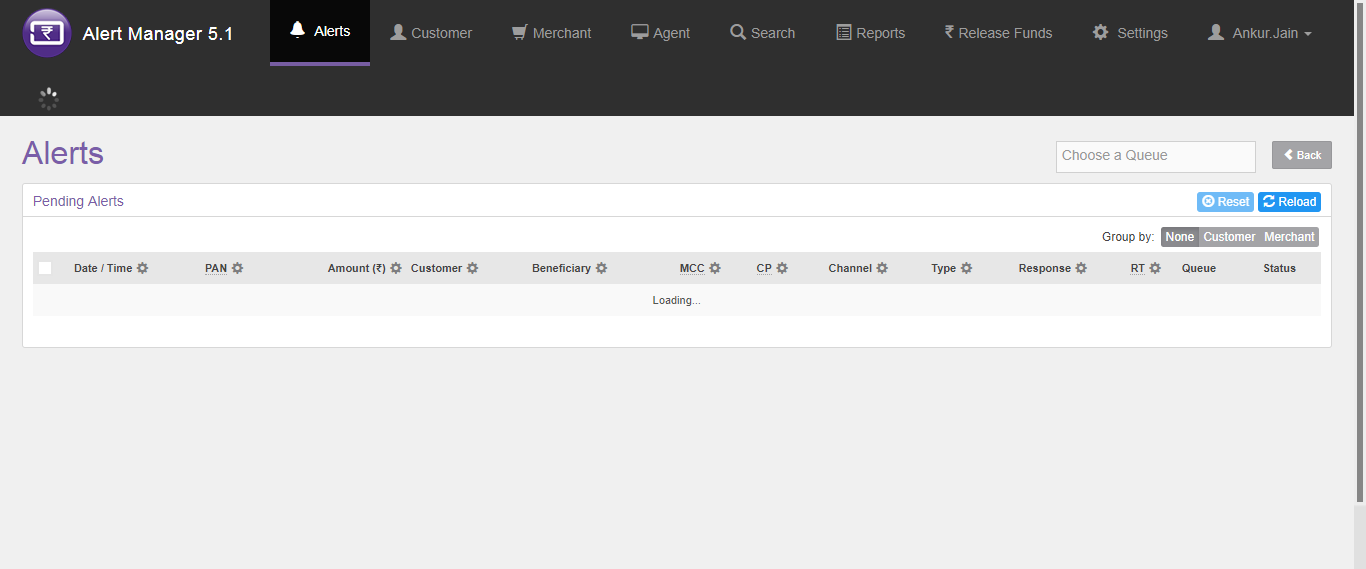 Alert Manager 5.1
Alerts
Customer
Merchant
Agent
Search
Reports
₹ Release Funds
Settings
Ankur.Jain
Alerts
Choose a Queue
Back
Pending Alerts
Reset
Reload
Group by: None Customer Merchant
Date / Time PAN Amount (₹) Customer Beneficiary MCC CP Channel Type Response RT Queue Status
Loading...